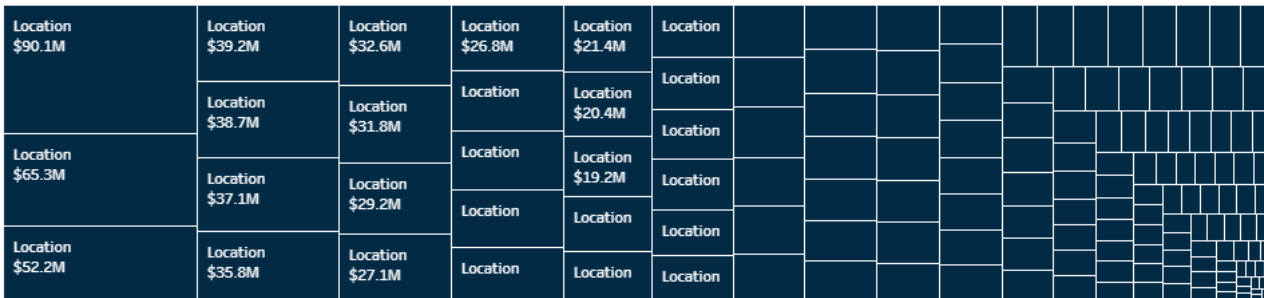 Location
$90.1M
Location
$65.3M
Location
$52.2M
Location
$39.2M
Location
$38.7M
Location
$37.1M
Location
$35.8M
Location
$32.6M
Location
$31.8M
Location
$29.2M
Location
$27.1M
Location
$26.8M
Location
Location
Location
Location
Location
$21.4M
Location
$20.4M
Location
$19.2M
Location
Location
Location
Location
Location
Location
Location
Location